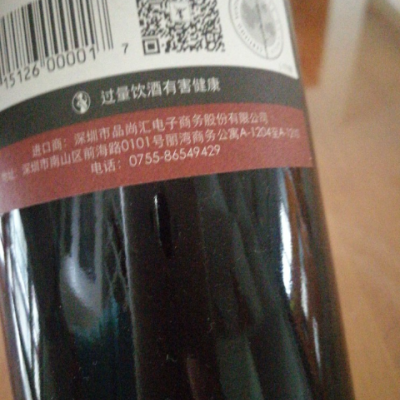 15126 00001 7
过量饮酒有害健康
进口商：深圳市品尚汇电子商务股份有限公司
地址：深圳市南山区前海路0101号丽湾商务公寓A-1204至A-1210
电话：0755-86549429